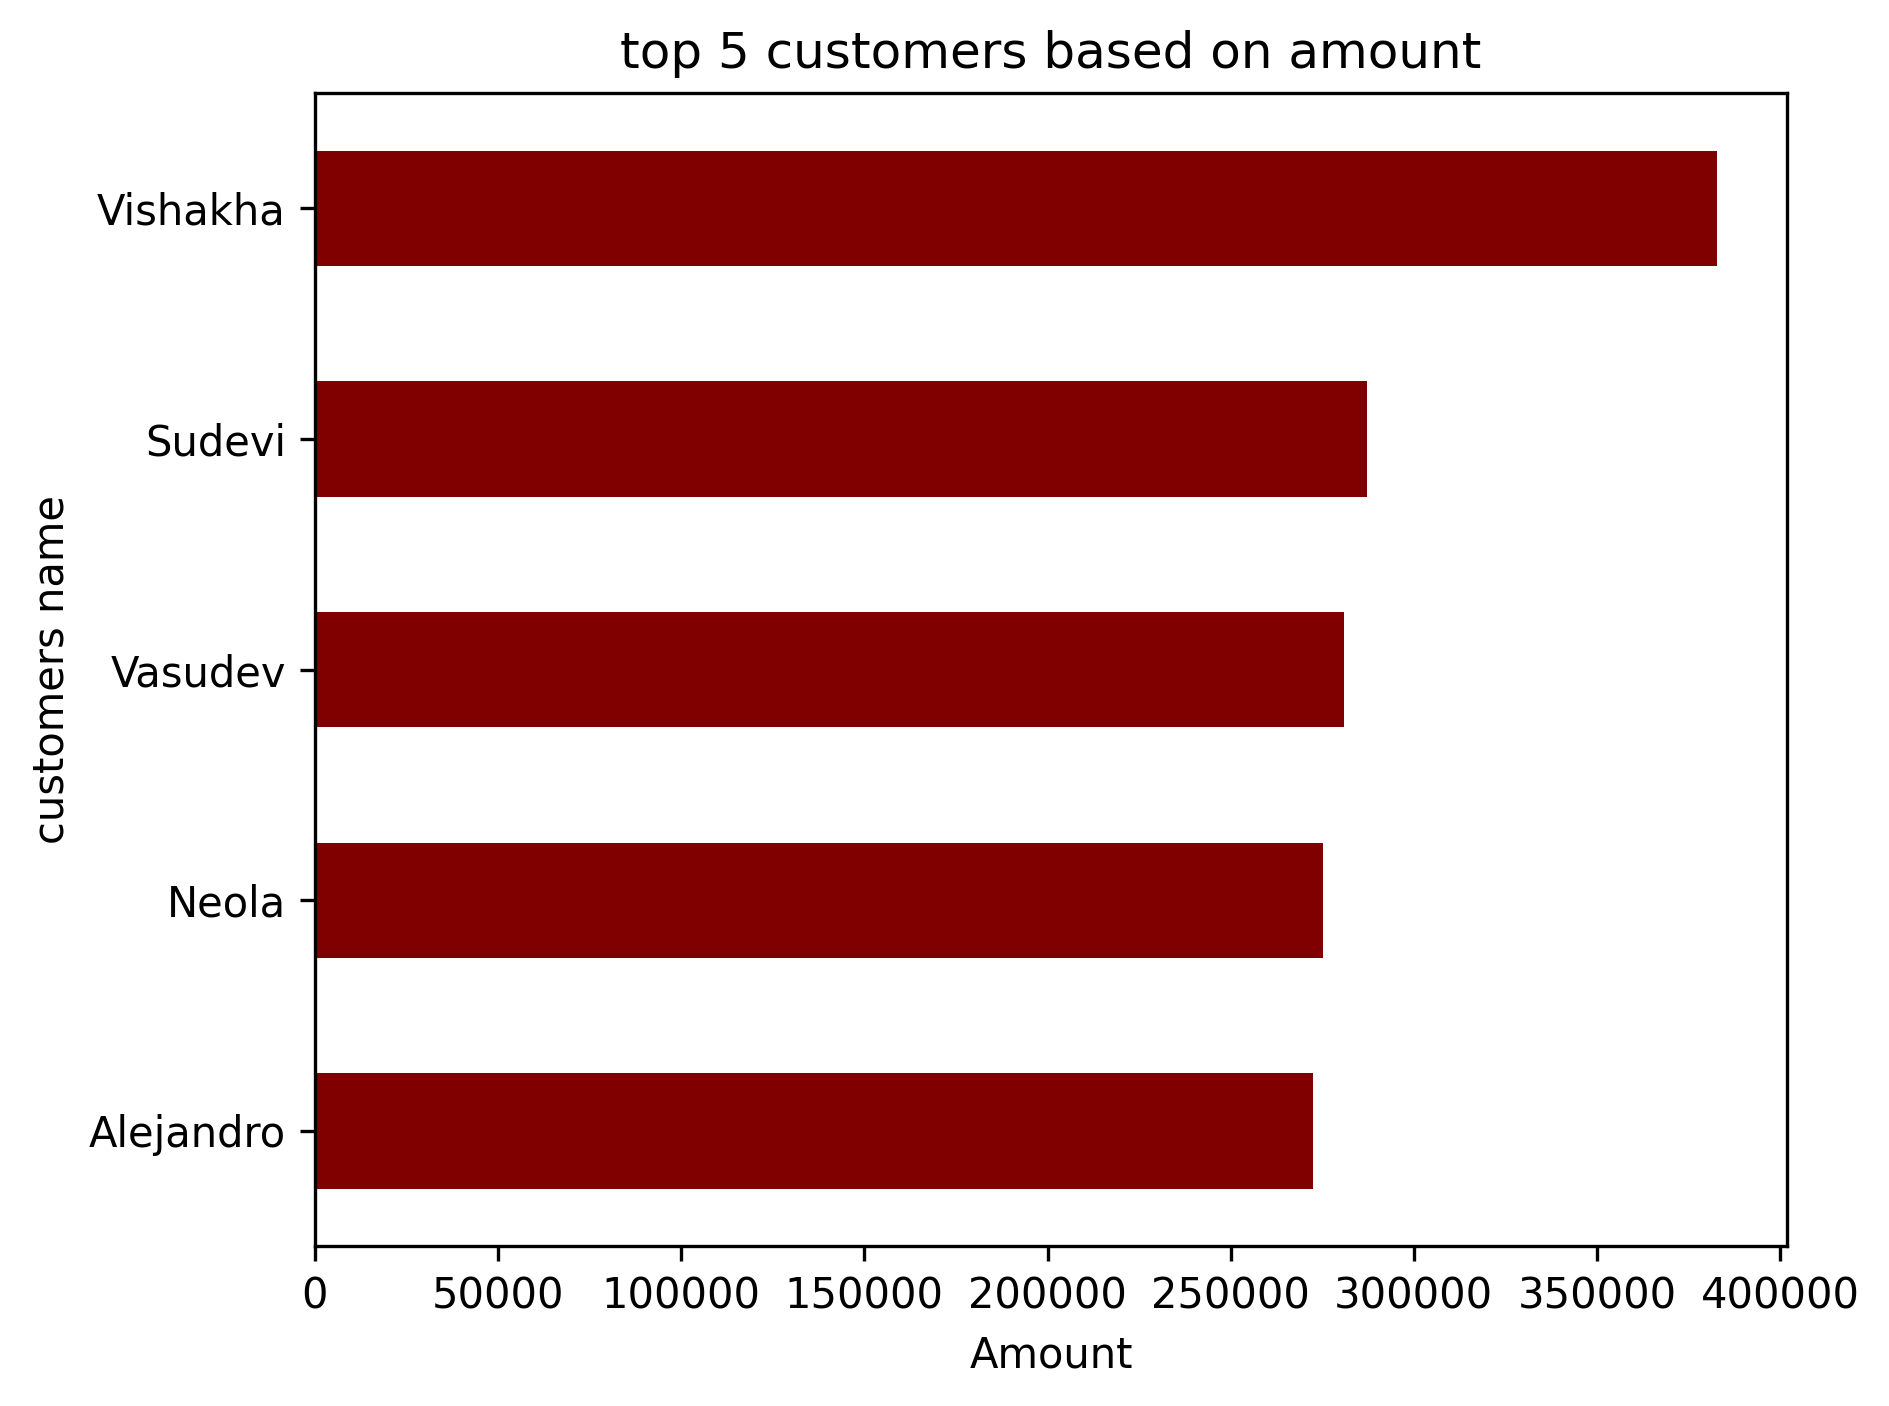 top 5 customers based on amount
customers name
Vishakha
Sudevi
Vasudev
Neola
Alejandro
0 50000 100000 150000 200000 250000 300000 350000 400000
Amount